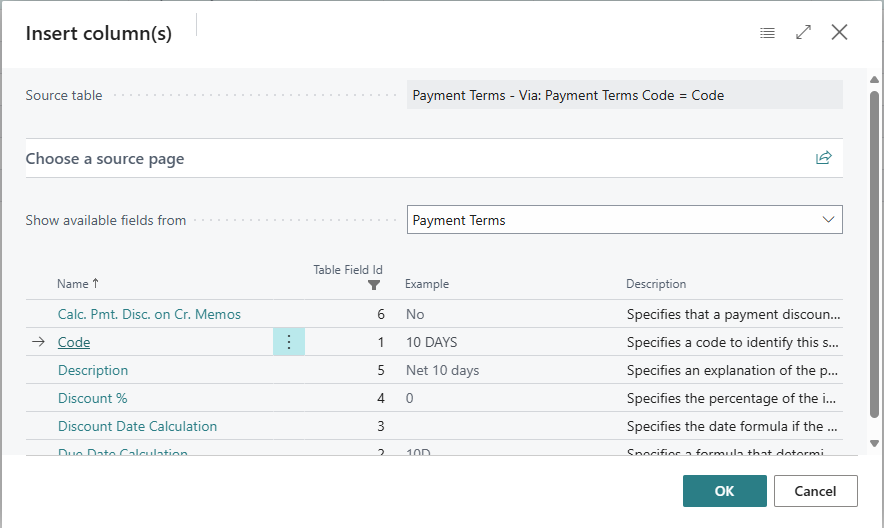 Insert column(s)
Source table Payment Terms - Via: Payment Terms Code = Code
Choose a source page
Show available fields from Payment Terms
Name ↑ Table Field Id Example Description
Calc. Pmt. Disc. on Cr. Memos 6 No Specifies that a payment discoun...
→ Code ⋮ 1 10 DAYS Specifies a code to identify this s...
Description 5 Net 10 days Specifies an explanation of the p...
Discount % 4 0 Specifies the percentage of the i...
Discount Date Calculation 3 Specifies the date formula if the ...
Due Date Calculation 2 10D Specifies a formula that determi...
OK Cancel